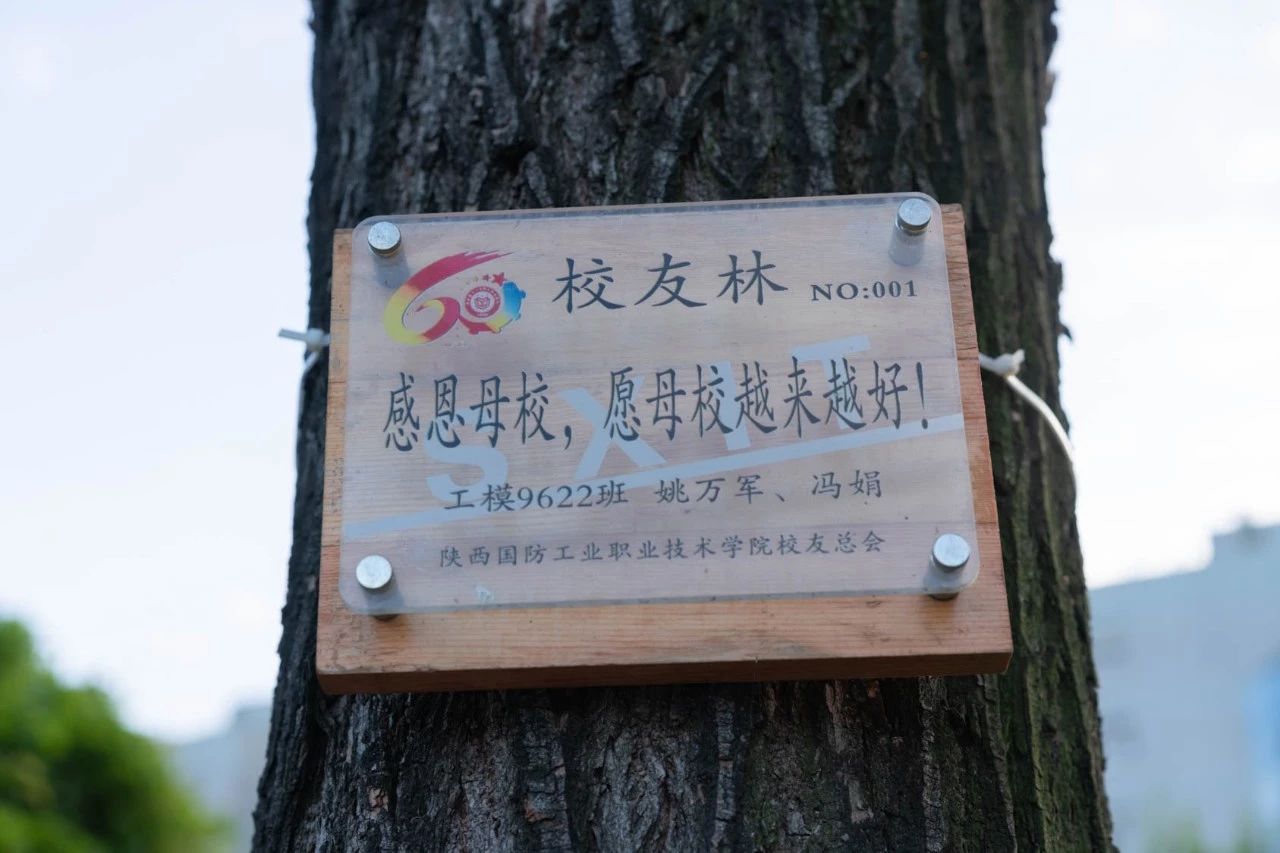 60
校友林 NO:001
感恩母校，愿母校越来越好！
SXIT
工模9622班 姚万军、冯娟
陕西国防工业职业技术学院校友总会